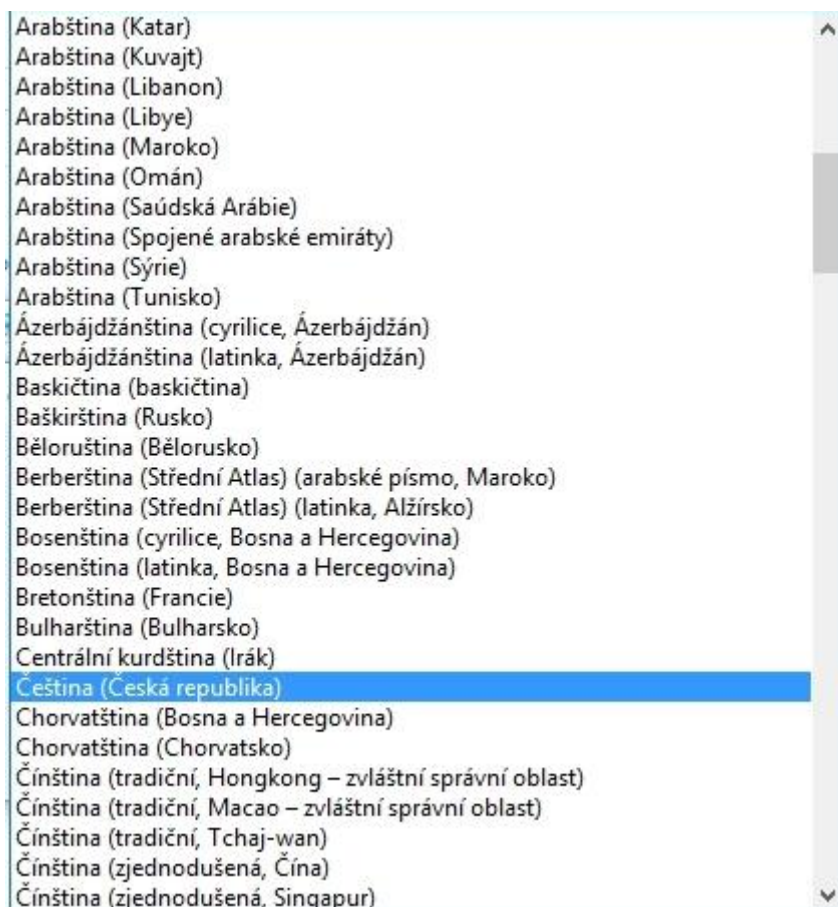 Arabština (Katar)
Arabština (Kuvajt)
Arabština (Libanon)
Arabština (Libye)
Arabština (Maroko)
Arabština (Omán)
Arabština (Saúdská Arábie)
Arabština (Spojené arabské emiráty)
Arabština (Sýrie)
Arabština (Tunisko)
Ázerbájdžánština (cyrilice, Ázerbájdžán)
Ázerbájdžánština (latinka, Ázerbájdžán)
Baskičtina (baskičtina)
Baškirština (Rusko)
Běloruština (Bělorusko)
Berberština (Střední Atlas) (arabské písmo, Maroko)
Berberština (Střední Atlas) (latinka, Alžírsko)
Bosenština (cyrilice, Bosna a Hercegovina)
Bosenština (latinka, Bosna a Hercegovina)
Bretonština (Francie)
Bulharština (Bulharsko)
Centrální kurdština (Irák)
Čeština (Česká republika)
Chorvatština (Bosna a Hercegovina)
Chorvatština (Chorvatsko)
Čínština (tradiční, Hongkong – zvláštní správní oblast)
Čínština (tradiční, Macao – zvláštní správní oblast)
Čínština (tradiční, Tchaj-wan)
Čínština (zjednodušená, Čína)
Čínština (zjednodušená, Singapur)